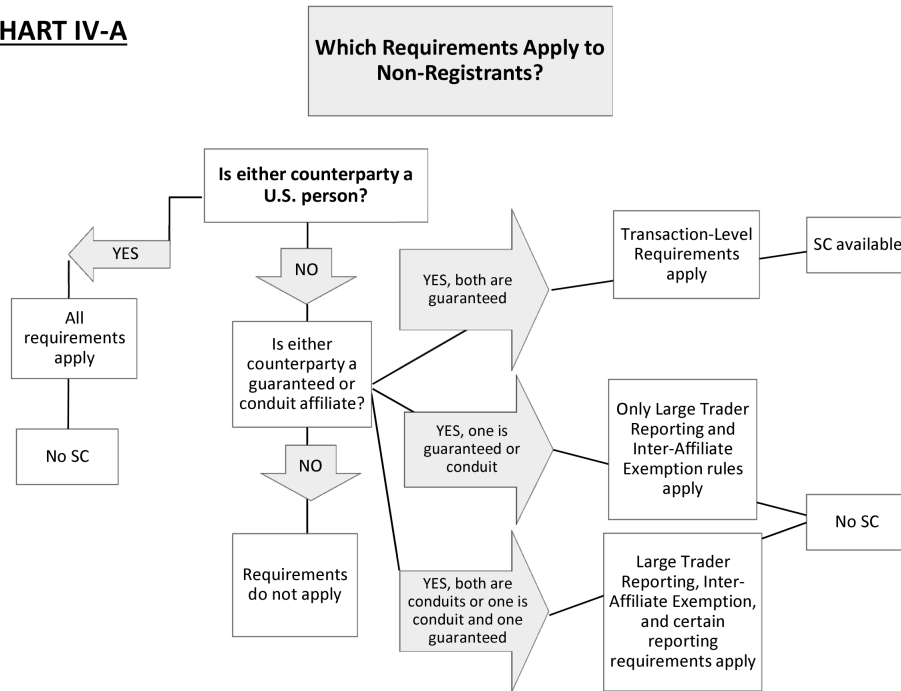 HART IV-A
Which Requirements Apply to
Non-Registrants?
Is either counterparty a
U.S. person?
YES
NO
All
requirements
apply
No SC
Is either
counterparty a
guaranteed or
conduit affiliate?
NO
Requirements
do not apply
YES, both are
guaranteed
Transaction-Level
Requirements
apply
SC available
YES, one is
guaranteed or
conduit
Only Large Trader
Reporting and
Inter-Affiliate
Exemption rules
apply
No SC
YES, both are
conduits or one is
conduit and one
guaranteed
Large Trader
Reporting, Inter-
Affiliate Exemption,
and certain
reporting
requirements apply